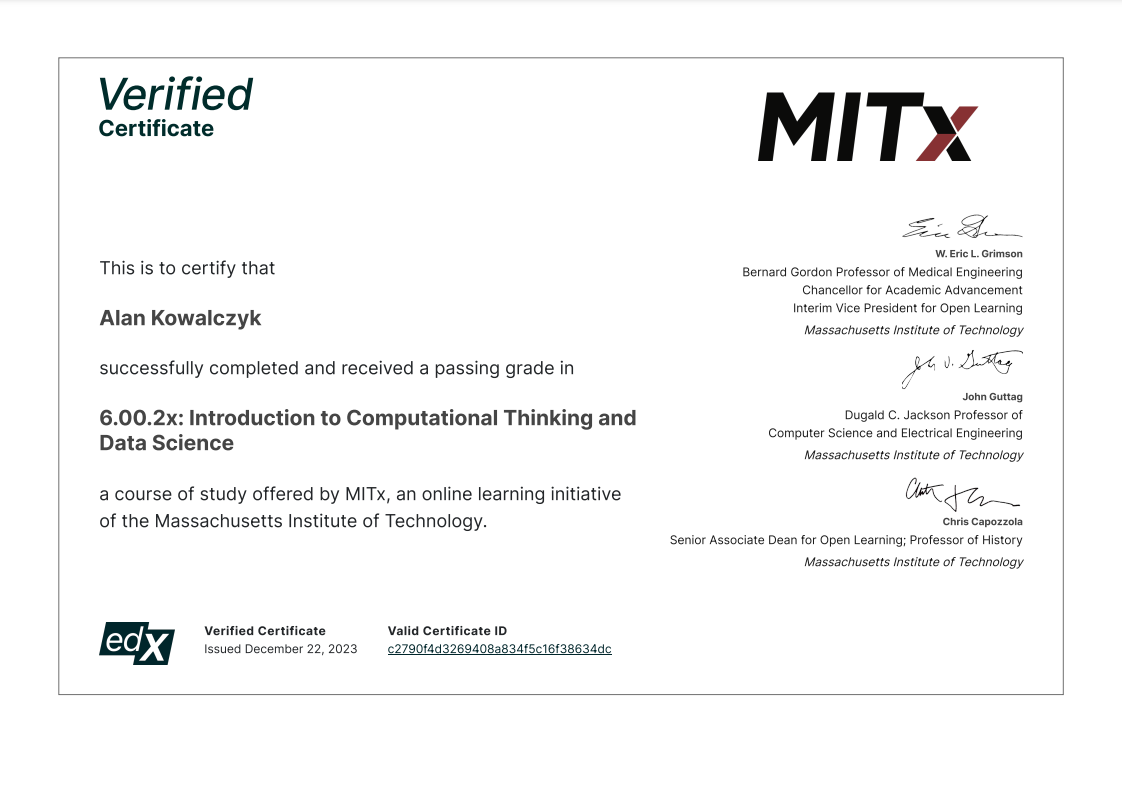 Verified
Certificate
MITx
This is to certify that
Alan Kowalczyk
successfully completed and received a passing grade in
6.00.2x: Introduction to Computational Thinking and
Data Science
a course of study offered by MITx, an online learning initiative
of the Massachusetts Institute of Technology.
W. Eric L. Grimson
Bernard Gordon Professor of Medical Engineering
Chancellor for Academic Advancement
Interim Vice President for Open Learning
Massachusetts Institute of Technology
John V. Guttag
John Guttag
Dugald C. Jackson Professor of
Computer Science and Electrical Engineering
Massachusetts Institute of Technology
Chris Capozzola
Senior Associate Dean for Open Learning; Professor of History
Massachusetts Institute of Technology
edX
Verified Certificate
Issued December 22, 2023
Valid Certificate ID
c2790f4d3269408a834f5c16f38634dc